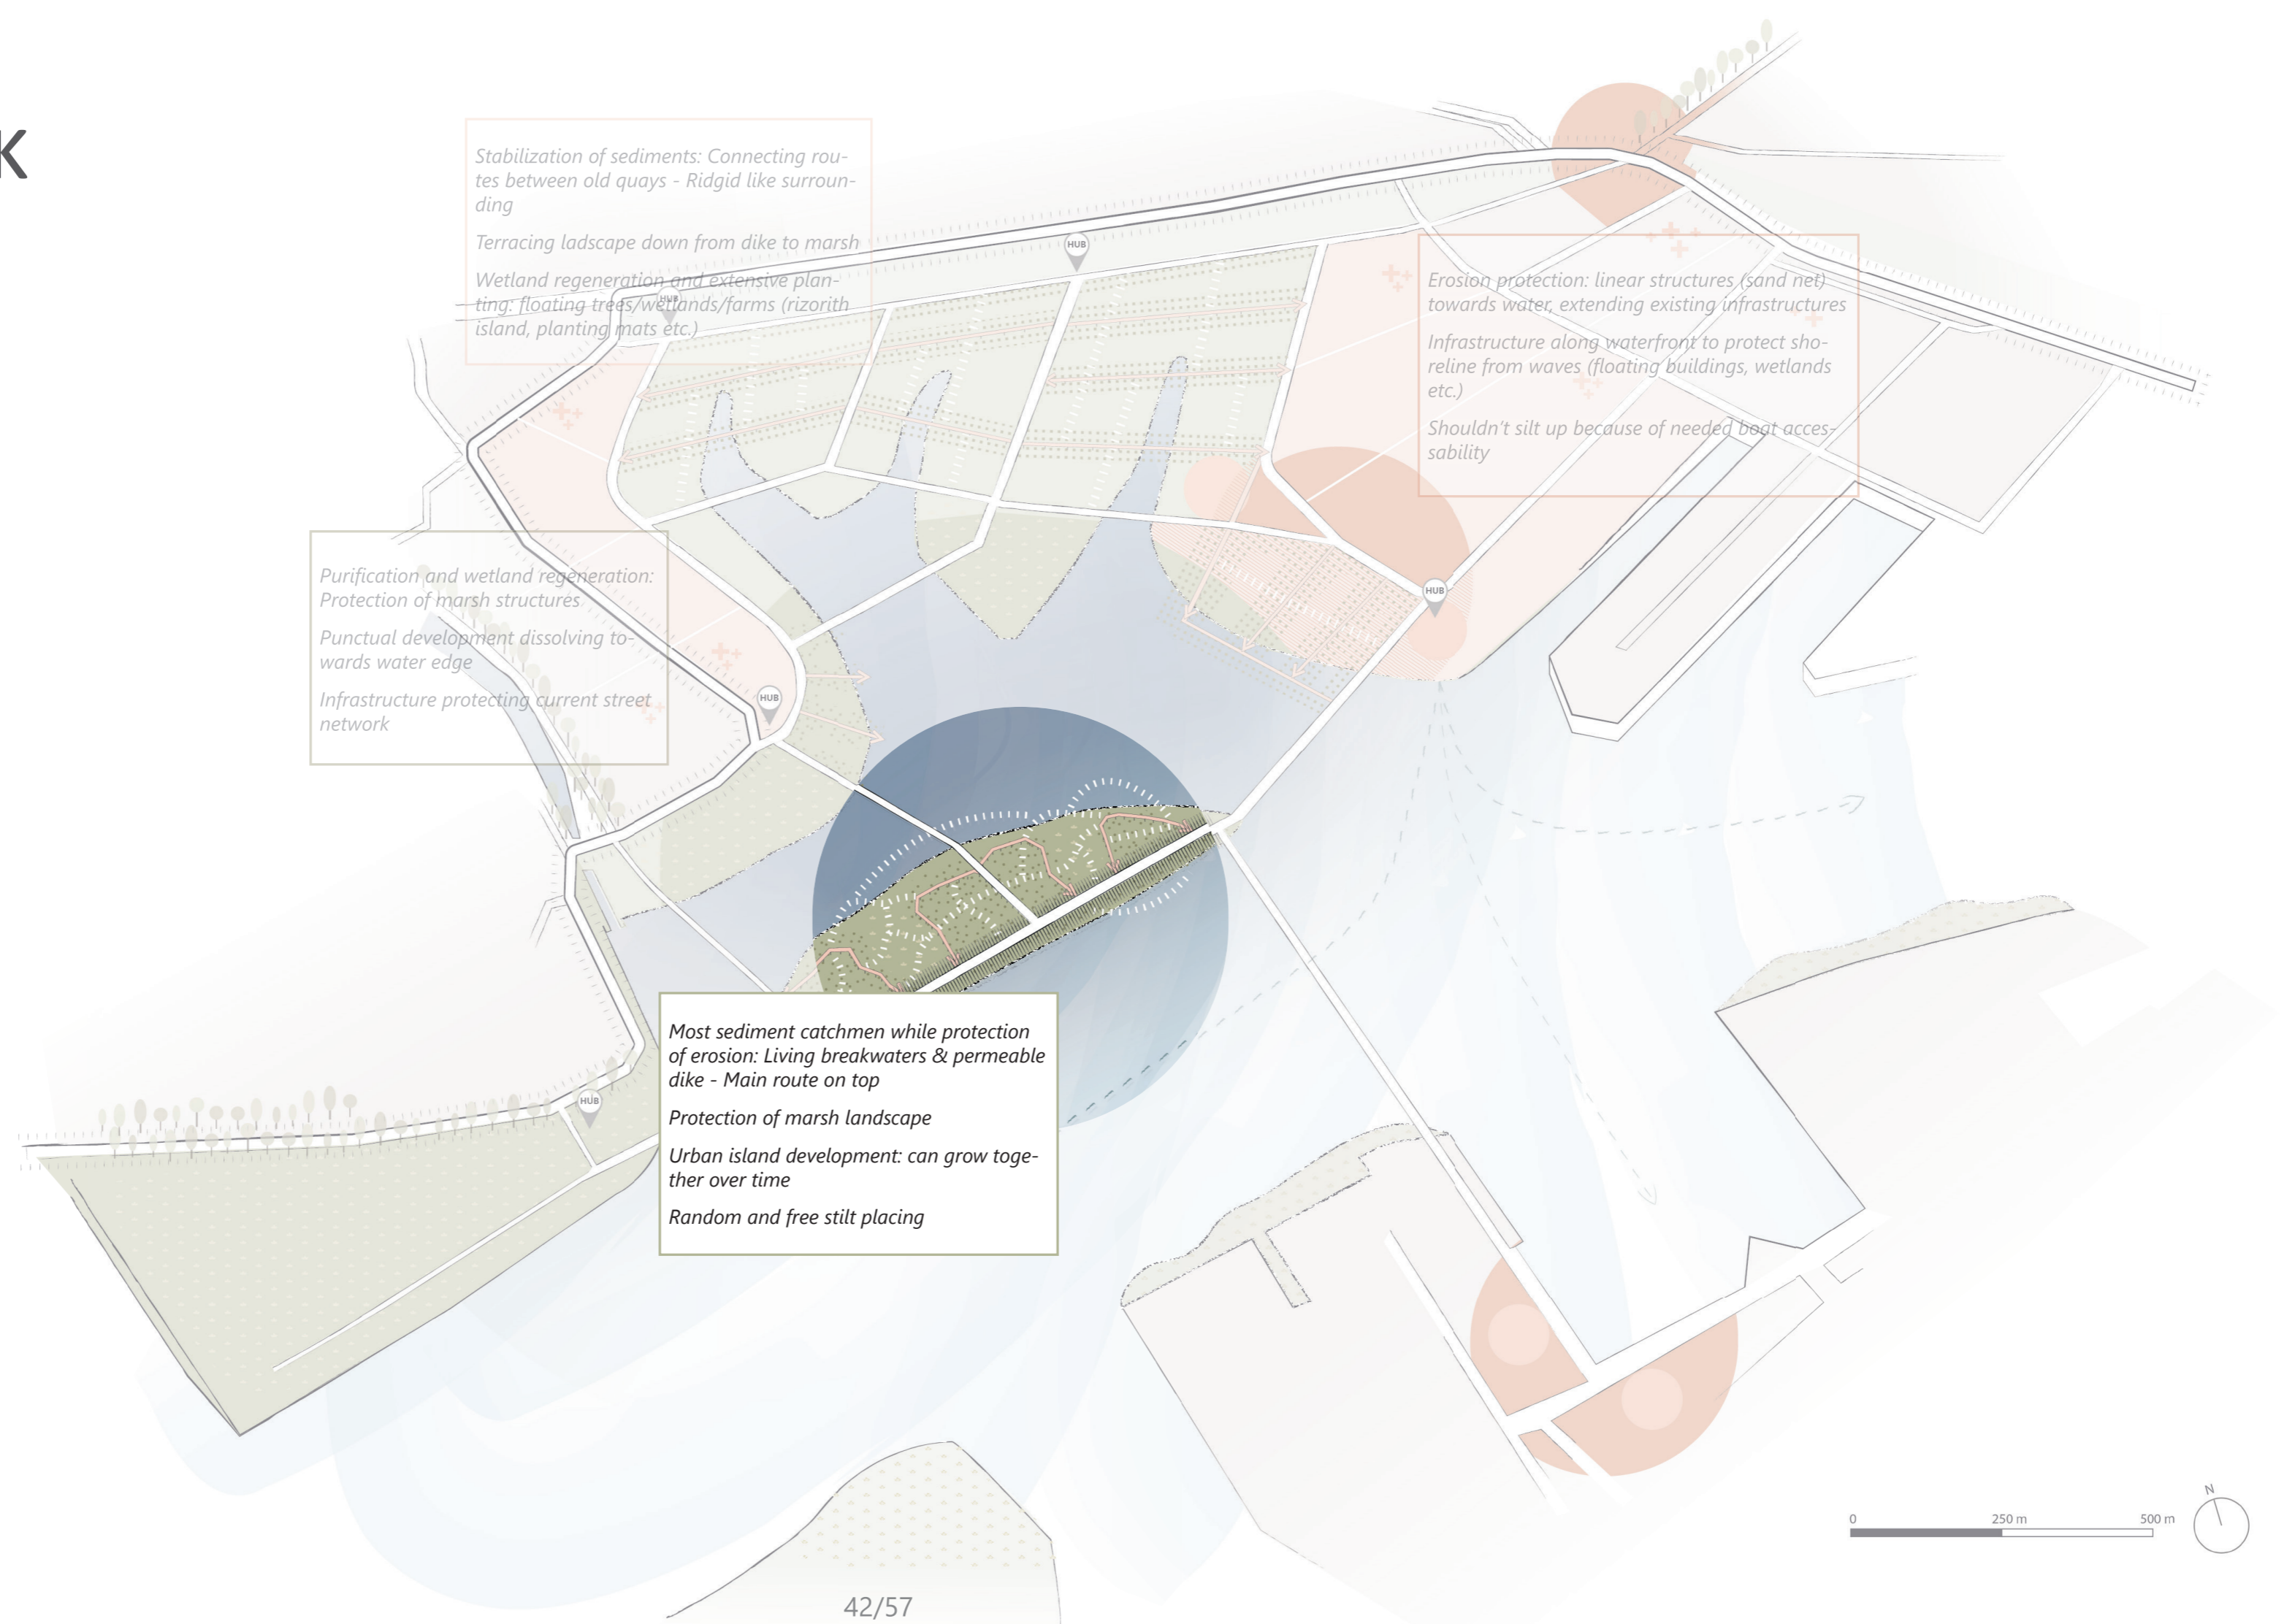 K
Stabilization of sediments: Connecting rou-
tes between old quays - Ridgid like surroun-
ding
Terracing ladscape down from dike to marsh
Wetland regeneration and extensive plan-
ting: floating trees/wetlands/farms (rizorith
island, planting mats etc.)
HUB
HUB
Erosion protection: linear structures (sand net)
towards water, extending existing infrastructures
Infrastructure along waterfront to protect sho-
reline from waves (floating buildings, wetlands
etc.)
Shouldn't silt up because of needed boat acces-
sability
Purification and wetland regeneration:
Protection of marsh structures
Punctual development dissolving to-
wards water edge
Infrastructure protecting current street
network
HUB
HUB
Most sediment catchmen while protection
of erosion: Living breakwaters & permeable
dike - Main route on top
Protection of marsh landscape
Urban island development: can grow toge-
ther over time
Random and free stilt placing
HUB
N
0 250 m 500 m
42/57